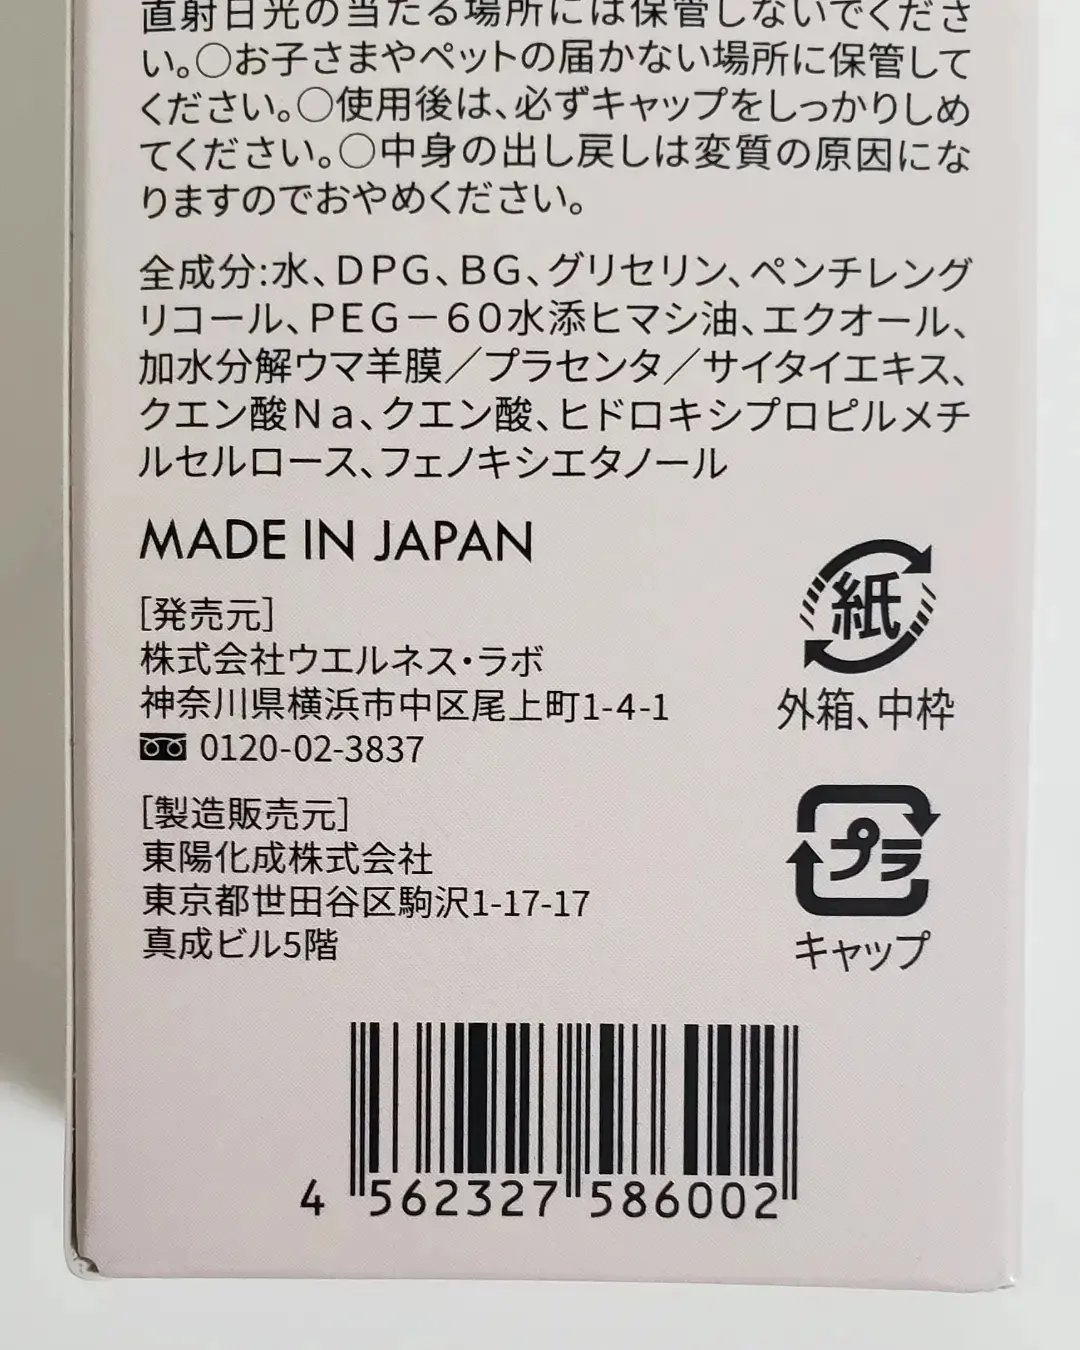 直射日光の当たる場所には保管しないでくださ
い。○お子さまやペットの届かない場所に保管して
ください。○使用後は、必ずキャップをしっかりしめ
てください。○中身の出し戻しは変質の原因にな
りますのでおやめください。
全成分:水、DPG、BG、グリセリン、ペンチレング
リコール、PEG－60水添ヒマシ油、エクオール、
加水分解ウマ羊膜／プラセンタ／サイタイエキス、
クエン酸Na、クエン酸、ヒドロキシプロピルメチ
ルセルロース、フェノキシエタノール
MADE IN JAPAN
[発売元]
株式会社ウエルネス・ラボ
神奈川県横浜市中区尾上町1-4-1
0120-02-3837
[製造販売元]
東陽化成株式会社
東京都世田谷区駒沢1-17-17
真成ビル5階
紙
外箱、中枠
プラ
キャップ
4 562327 586002